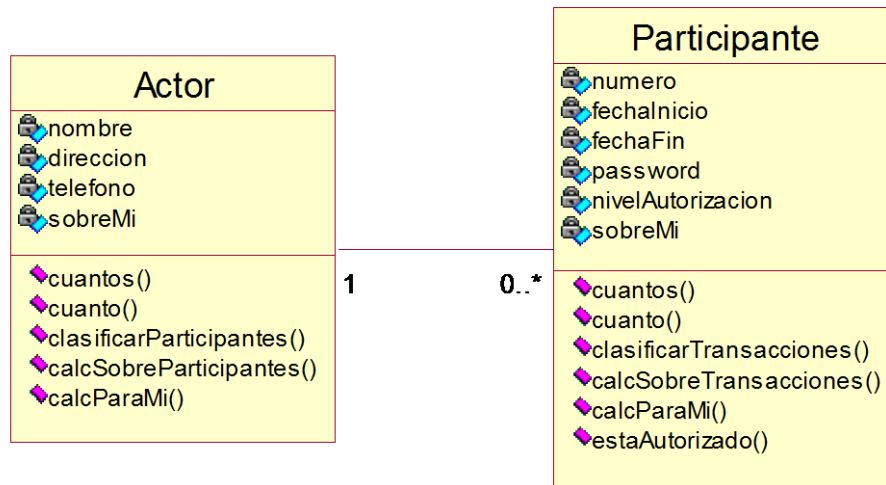 Actor
nombre
direccion
telefono
sobreMi
cuantos()
cuanto()
clasificarParticipantes()
calcSobreParticipantes()
calcParaMi()
1
0..*
Participante
numero
fechaInicio
fechaFin
password
nivelAutorizacion
sobreMi
cuantos()
cuanto()
clasificarTransacciones()
calcSobreTransacciones()
calcParaMi()
estaAutorizado()